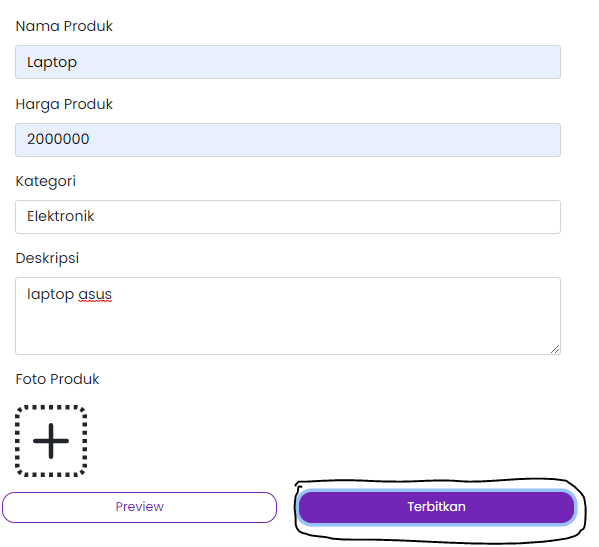 Nama Produk
Laptop
Harga Produk
2000000
Kategori
Elektronik
Deskripsi
laptop asus
Foto Produk
Preview
Terbitkan